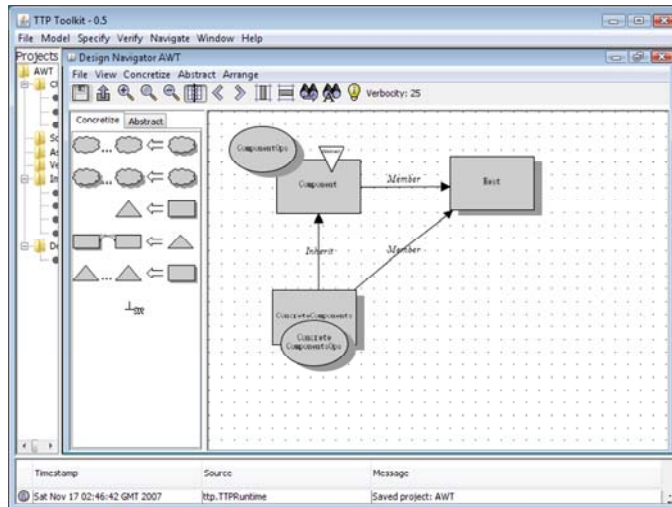 TTP Toolkit - 0.5
File Model Specify Verify Navigate Window Help
Projects
Design Navigator AWT
AWT
File View Concretize Abstract Arrange
Verbocity: 25
Concretize Abstract
ComponentOps
Component
Member
Rest
Inherit
Member
ConcreteComponents
Concrete
ComponentsOps
Timestamp Source Message
Sat Nov 17 02:46:42 GMT 2007 ttp.TTPRuntime Saved project: AWT